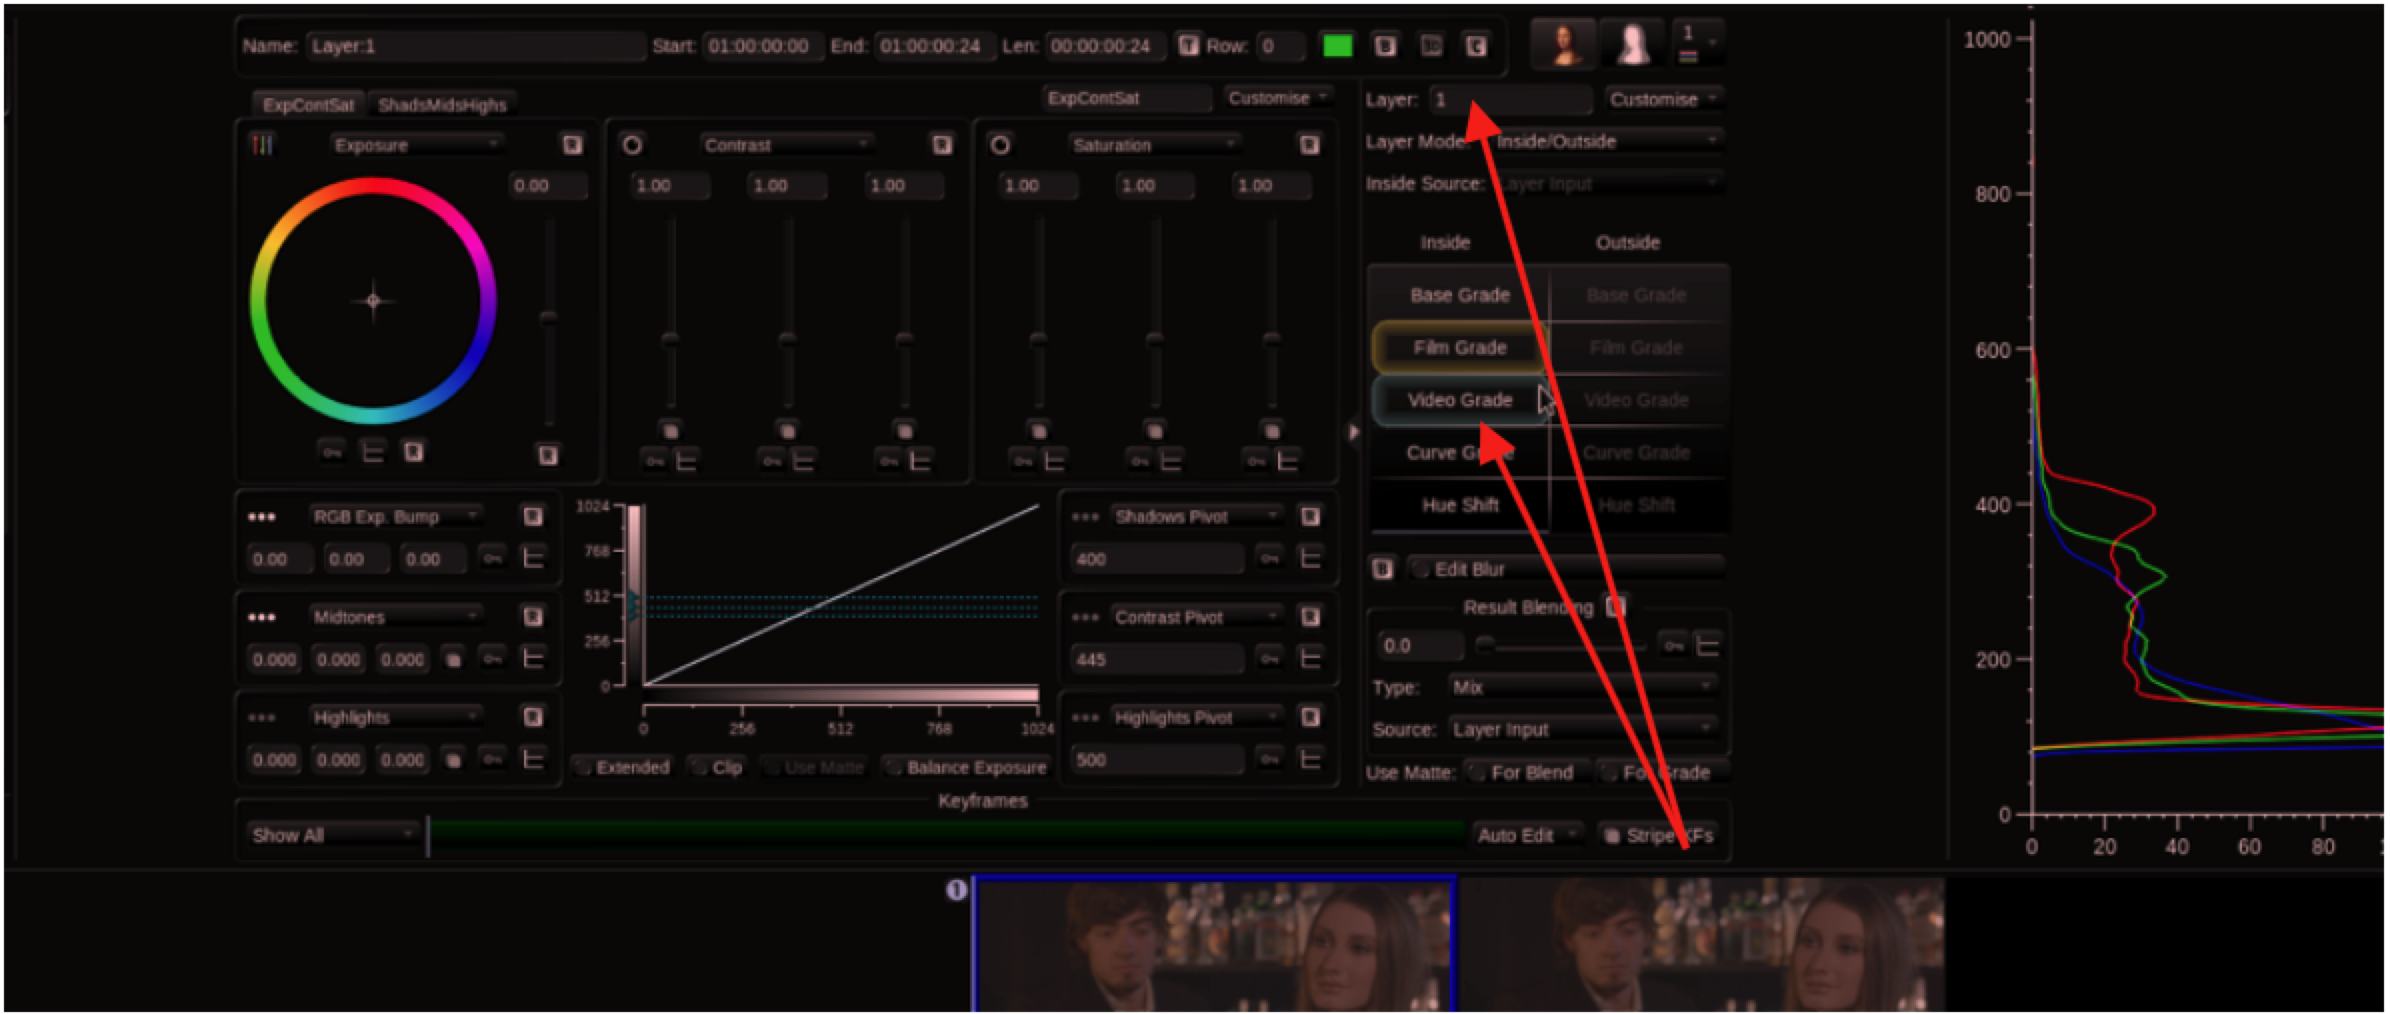 Name: Layer:1 Start: 01:00:00:00 End: 01:00:00:24 Len: 00:00:00:24 T Row: 0 B C 1
ExpContSat ShadsMidsHighs ExpContSat Customise
Layer: 1 Customise
Layer Mode: Inside/Outside
Inside Source: Layer Input
Exposure R Contrast R Saturation R
0.00 1.00 1.00 1.00 1.00 1.00 1.00
Inside Outside
Base Grade Base Grade
Film Grade Film Grade
Video Grade Video Grade
Curve Grade Curve Grade
Hue Shift Hue Shift
R R
RGB Exp. Bump R
0.00 0.00 0.00
Midtones R
0.000 0.000 0.000
Highlights R
0.000 0.000 0.000
1024
768
512
256
0
0 256 512 768 1024
Extended Clip Use Matte Balance Exposure
Shadows Pivot R
400
Contrast Pivot R
445
Highlights Pivot R
500
B Edit Blur
Result Blending
0.0
Type: Mix
Source: Layer Input
Use Matte: For Blend For Grade
Keyframes
Show All Auto Edit Stripe KFs
1000
800
600
400
200
0
0 20 40 60 80
1